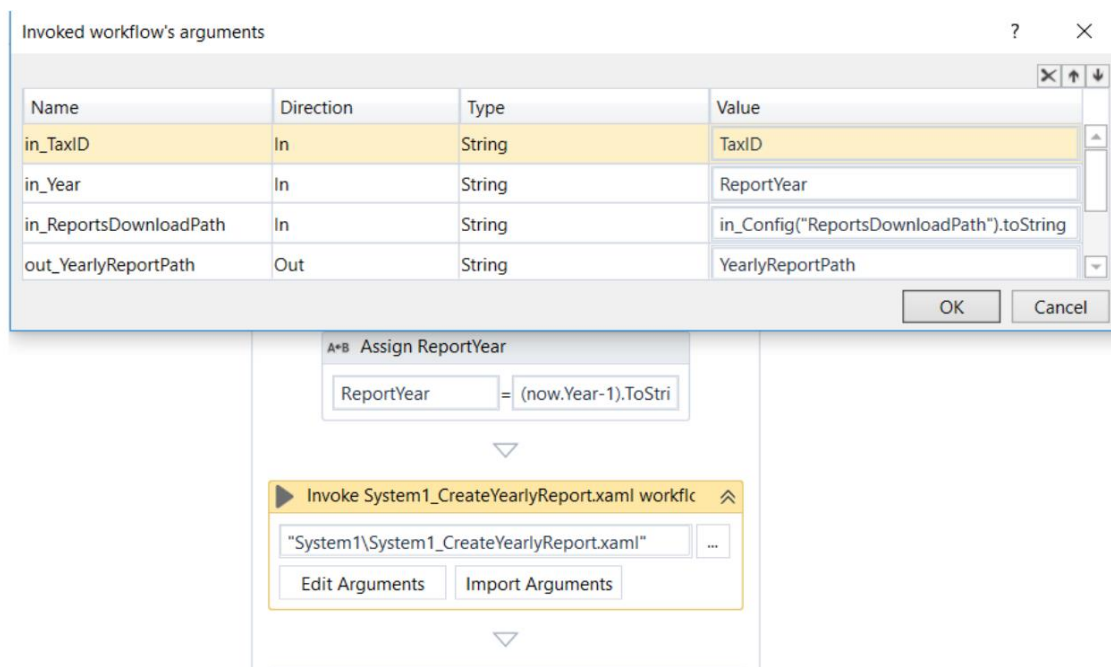 Invoked workflow's arguments ? ×
Name Direction Type Value
in_TaxID In String TaxID
in_Year In String ReportYear
in_ReportsDownloadPath In String in_Config("ReportsDownloadPath").toString
out_YearlyReportPath Out String YearlyReportPath
OK Cancel
A+B Assign ReportYear
ReportYear = (now.Year-1).ToStri
Invoke System1_CreateYearlyReport.xaml workflc
"System1\System1_CreateYearlyReport.xaml" ...
Edit Arguments Import Arguments